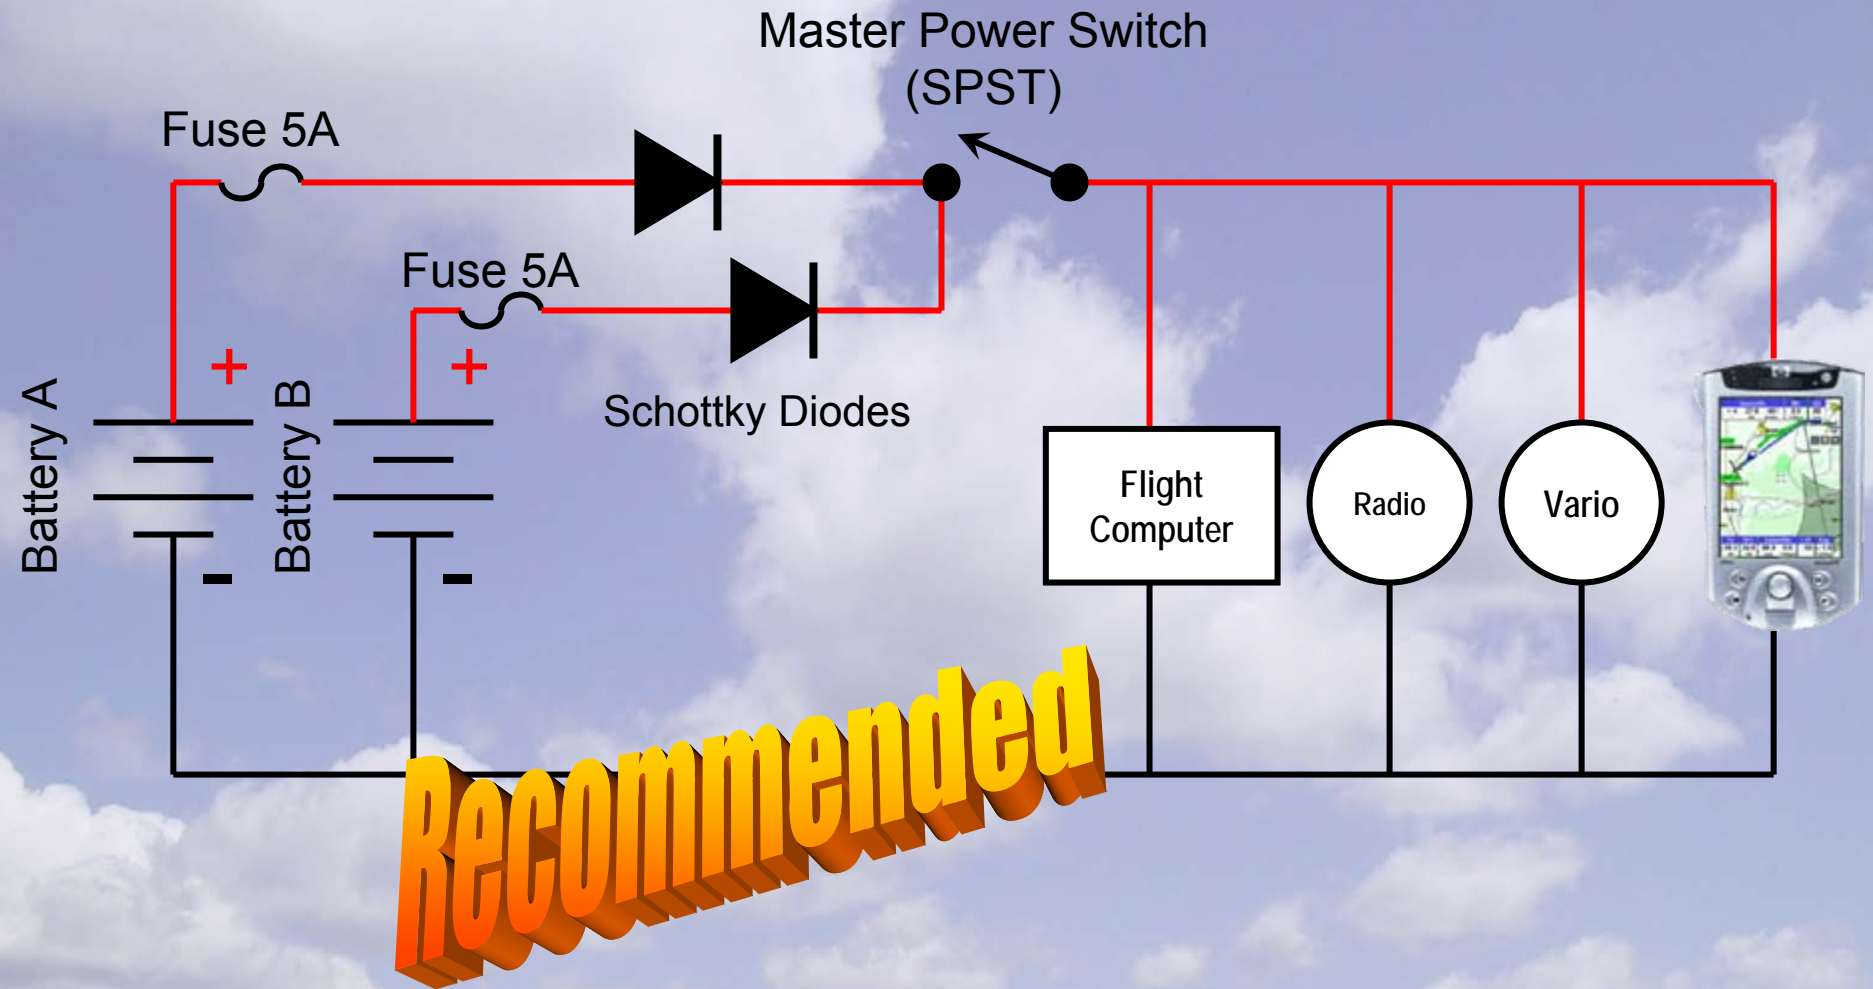 Master Power Switch
(SPST)
Fuse 5A
Fuse 5A
+
+
Battery A
Battery B
Schottky Diodes
-
-
Flight
Computer
Radio
Vario
Recommended